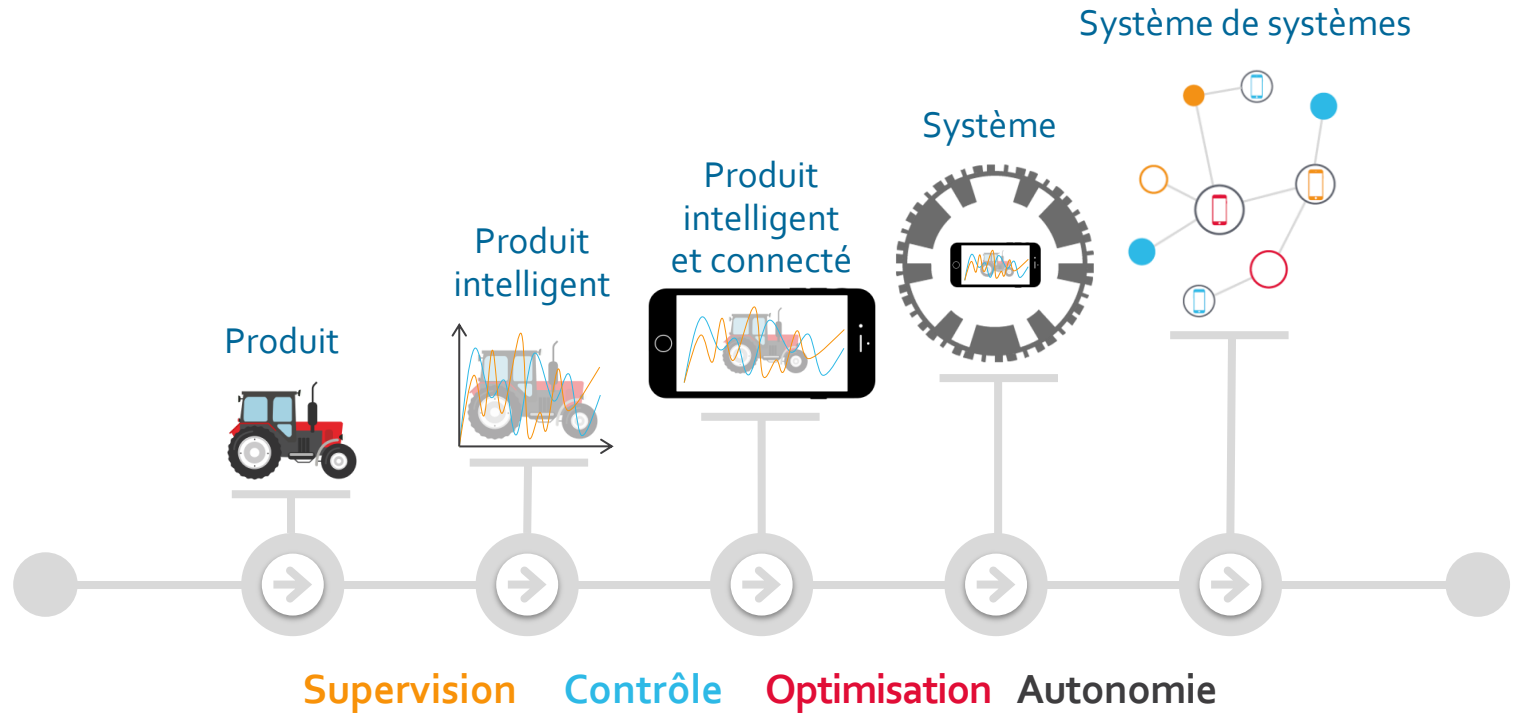 Système de systèmes
Système
Produit
intelligent
et connecté
Produit
intelligent
Produit
Supervision Contrôle Optimisation Autonomie